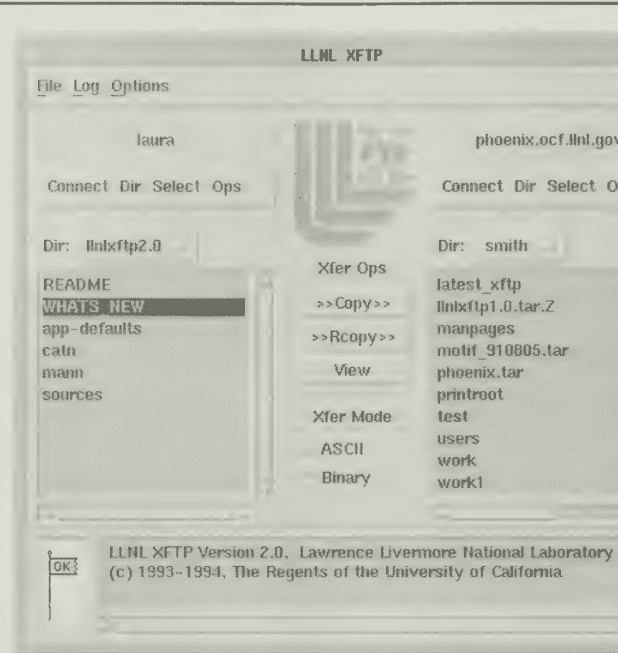 LLNL XFTP
File Log Options
laura
Connect Dir Select Ops
Dir: llnlxftp2.0
README
WHATS_NEW
app-defaults
catn
mann
sources
Xfer Ops
>>Copy>>
>>Rcopy>>
View
Xfer Mode
ASCII
Binary
phoenix.ocf.llnl.gov
Connect Dir Select O
Dir: smith
latest_xftp
llnlxftp1.0.tar.Z
manpages
motif_910805.tar
phoenix.tar
printroot
test
users
work
work1
OK
LLNL XFTP Version 2.0, Lawrence Livermore National Laboratory
(c) 1993-1994, The Regents of the University of California